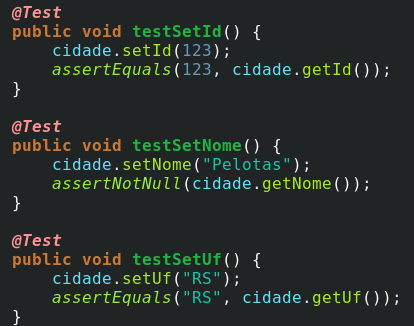 @Test
public void testSetId() {
    cidade.setId(123);
    assertEquals(123, cidade.getId());
}

@Test
public void testSetNome() {
    cidade.setNome("Pelotas");
    assertNotNull(cidade.getNome());
}

@Test
public void testSetUf() {
    cidade.setUf("RS");
    assertEquals("RS", cidade.getUf());
}